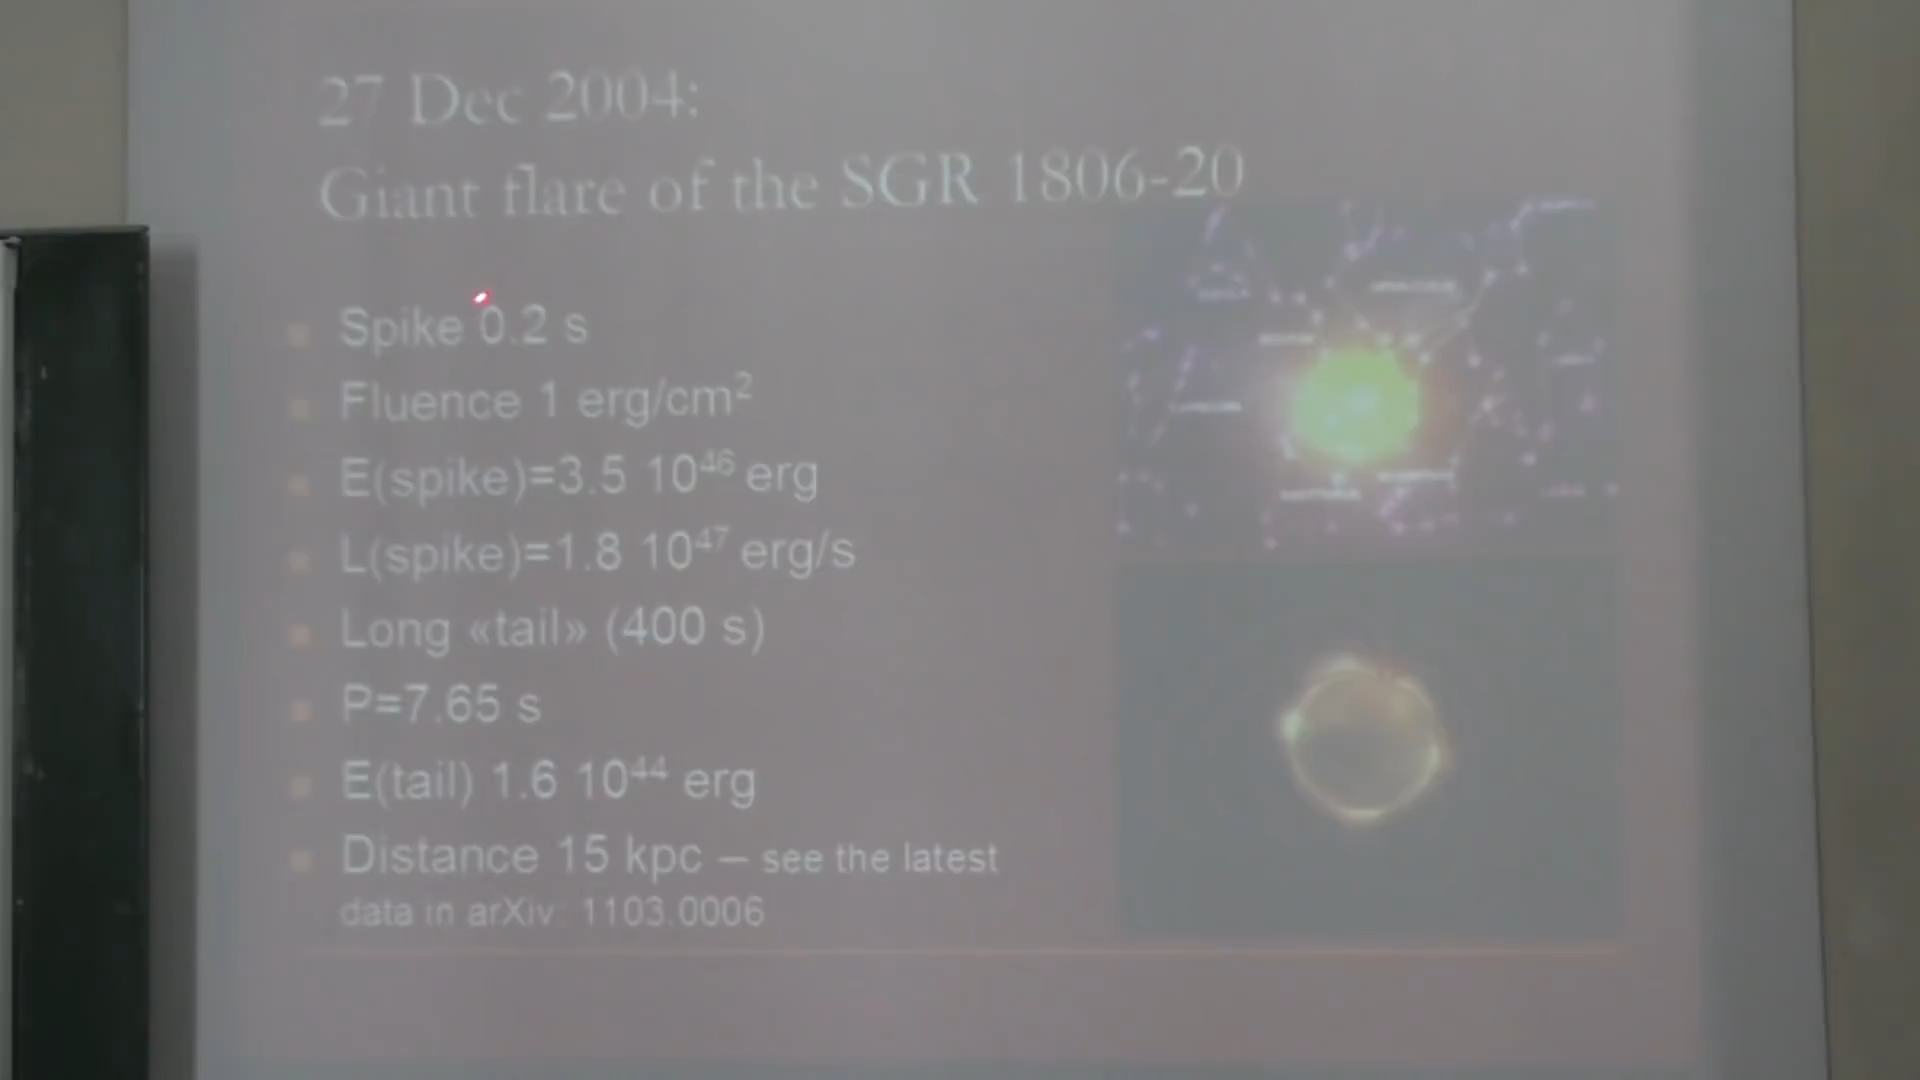 27 Dec 2004:
Giant flare of the SGR 1806-20
Spike 0.2 s
Fluence 1 erg/cm²
E(spike)=3.5 10⁴⁶ erg
L(spike)=1.8 10⁴⁷ erg/s
Long «tail» (400 s)
P=7.65 s
E(tail) 1.6 10⁴⁴ erg
Distance 15 kpc – see the latest
data in arXiv: 1103.0006